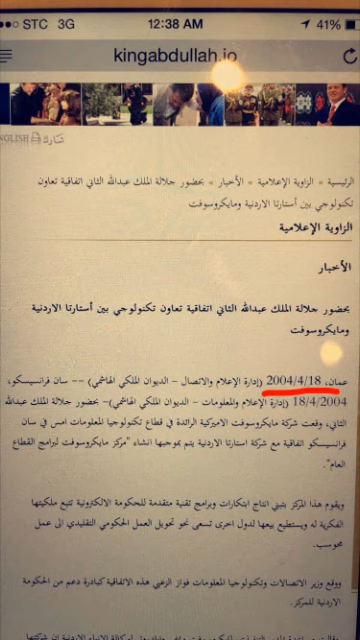 STC 3G 12:38 AM 41%
kingabdullah.jo
NGLISH شارك
الرئيسية » الزاوية الإعلامية » الأخبار » بحضور جلالة الملك عبدالله الثاني اتفاقية تعاون
تكنولوجي بين أستارتا الاردنية ومايكروسوفت
الزاوية الإعلامية
الأخبار
بحضور جلالة الملك عبدالله الثاني اتفاقية تعاون تكنولوجي بين أستارتا الاردنية
ومايكروسوفت
عمان، 2004/4/18 (إدارة الإعلام والاتصال – الديوان الملكي الهاشمي) --- سان فرانسيسكو،
18/4/2004 (إدارة الإعلام والمعلومات – الديوان الملكي الهاشمي)– بحضور جلالة الملك عبدالله
الثاني، وقعت شركة مايكروسوفت الاميركية الرائدة في قطاع تكنولوجيا المعلومات امس في سان
فرانسيسكو اتفاقية مع شركة استارتا الاردنية يتم بموجبها انشاء "مركز مايكروسوفت لبرامج القطاع
العام".
ويقوم هذا المركز بتبني انتاج ابتكارات وبرامج تقنية متقدمة للحكومة الالكترونية تتبع ملكيتها
الفكرية له ويستطيع بيعها لدول اخرى تسعى نحو تحويل العمل الحكومي التقليدي الى عمل
محوسب.
ووقع وزير الاتصالات وتكنولوجيا المعلومات فواز الزعبي هذه الاتفاقية كبادرة دعم من الحكومة
الاردنية للمركز.